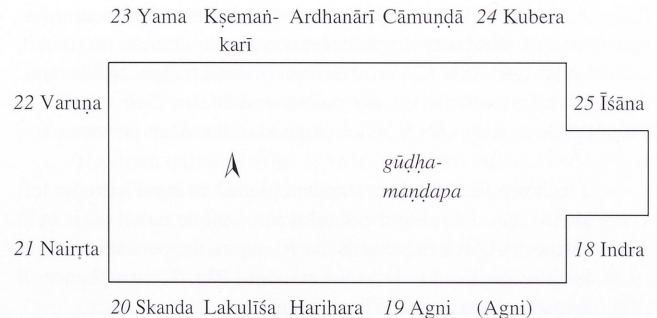 23 Yama Kṣemaṅ- Ardhanārī Cāmuṇḍā 24 Kubera
karī
22 Varuṇa
25 Īśāna
gūḍha-
maṇḍapa
21 Nairṛta
18 Indra
20 Skanda Lakulīśa Harihara 19 Agni (Agni)